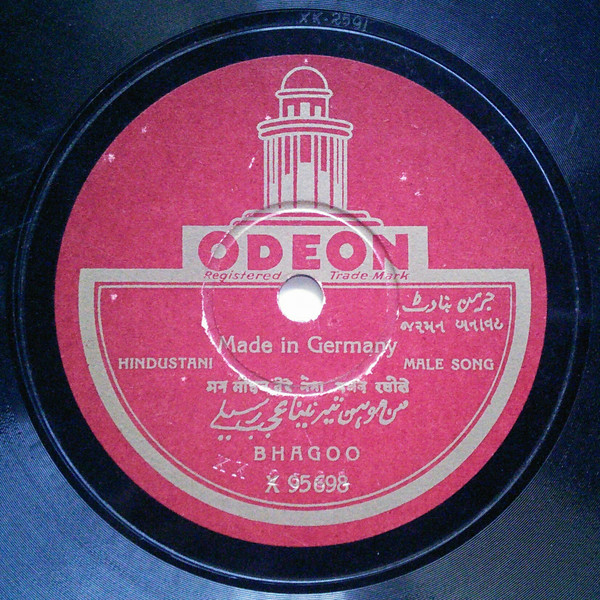 XX-2591
ODEON
Registered Trade Mark
جرمن بناوٹ
જરમન બનાવટ
Made in Germany
HINDUSTANI MALE SONG
मन मोहन तेरे नेना अजब रसीले
من موہن تیرے نینا عجب رسیلے
BHAGOO
XX
X 95698